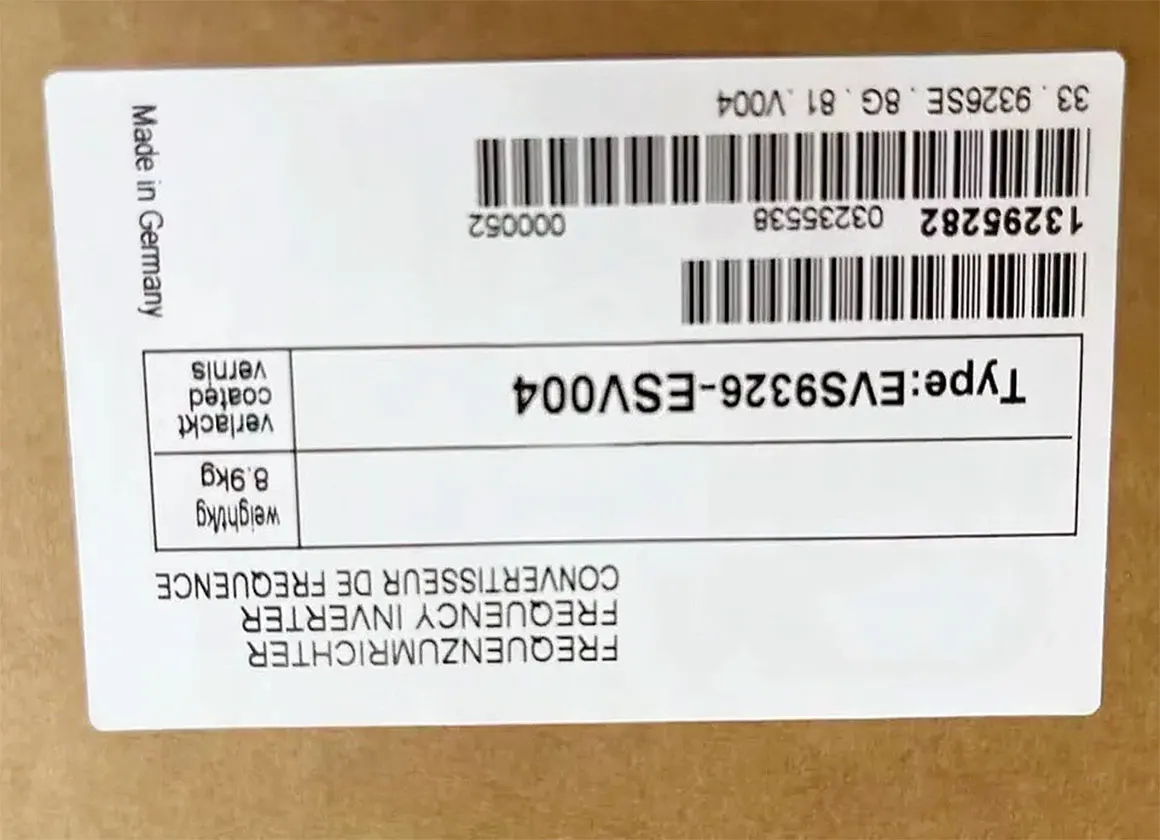 FREQUENZUMRICHTER
FREQUENCY INVERTER
CONVERTISSEUR DE FREQUENCE
weight/kg
8.9kg
Type:EVS9326-ESV004
verlackt
coated
vernis
13295282 03235538 000052
33 . 9326SE . 8G . 81 . V004
Made in Germany